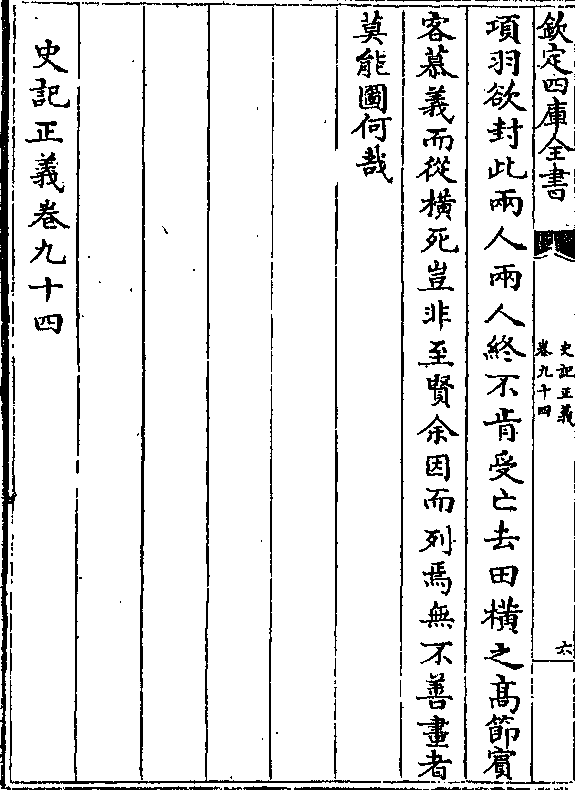 欽定四庫全書
史記正義
卷九十四
六
項羽欲封此兩人兩人終不肯受亡去田橫之高節賓
客慕義而從橫死豈非至賢余因而列焉無不善畫者
莫能圖何哉
史記正義卷九十四